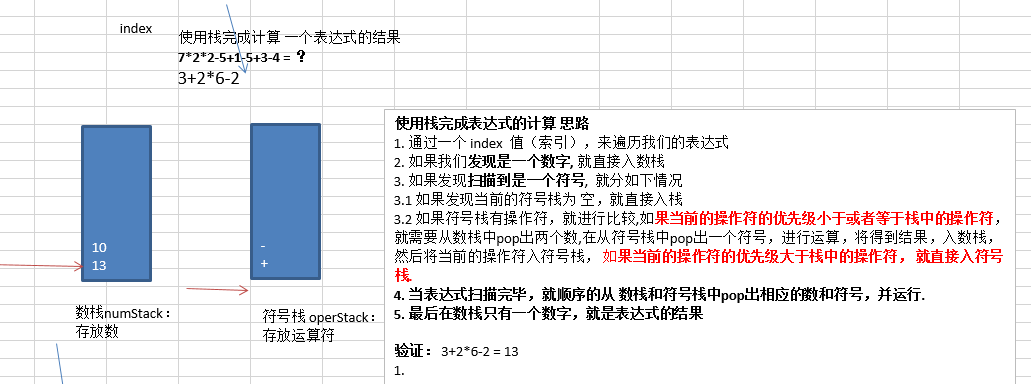 index
使用栈完成计算 一个表达式的结果
7*2*2-5+1-5+3-4 = ?
3+2*6-2
10
13
-
+
数栈numStack：
存放数
符号栈 operStack：
存放运算符
使用栈完成表达式的计算 思路
1. 通过一个 index 值（索引），来遍历我们的表达式
2. 如果我们发现是一个数字, 就直接入数栈
3. 如果发现扫描到是一个符号, 就分如下情况
3.1 如果发现当前的符号栈为 空，就直接入栈
3.2 如果符号栈有操作符，就进行比较,如果当前的操作符的优先级小于或者等于栈中的操作符，
就需要从数栈中pop出两个数,在从符号栈中pop出一个符号，进行运算，将得到结果，入数栈，
然后将当前的操作符入符号栈， 如果当前的操作符的优先级大于栈中的操作符， 就直接入符号
栈.
4. 当表达式扫描完毕，就顺序的从 数栈和符号栈中pop出相应的数和符号，并运行.
5. 最后在数栈只有一个数字，就是表达式的结果
验证： 3+2*6-2 = 13
1.